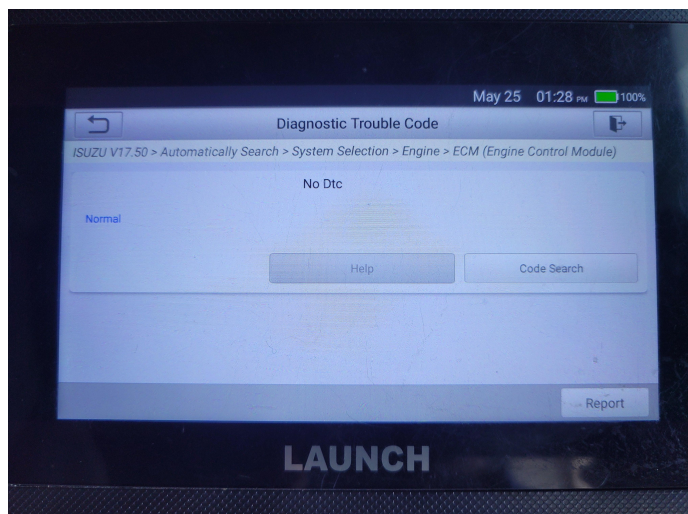 May 25 01:28 PM 100%
Diagnostic Trouble Code
ISUZU V17.50 > Automatically Search > System Selection > Engine > ECM (Engine Control Module)
No Dtc
Normal
Help Code Search
Report
LAUNCH